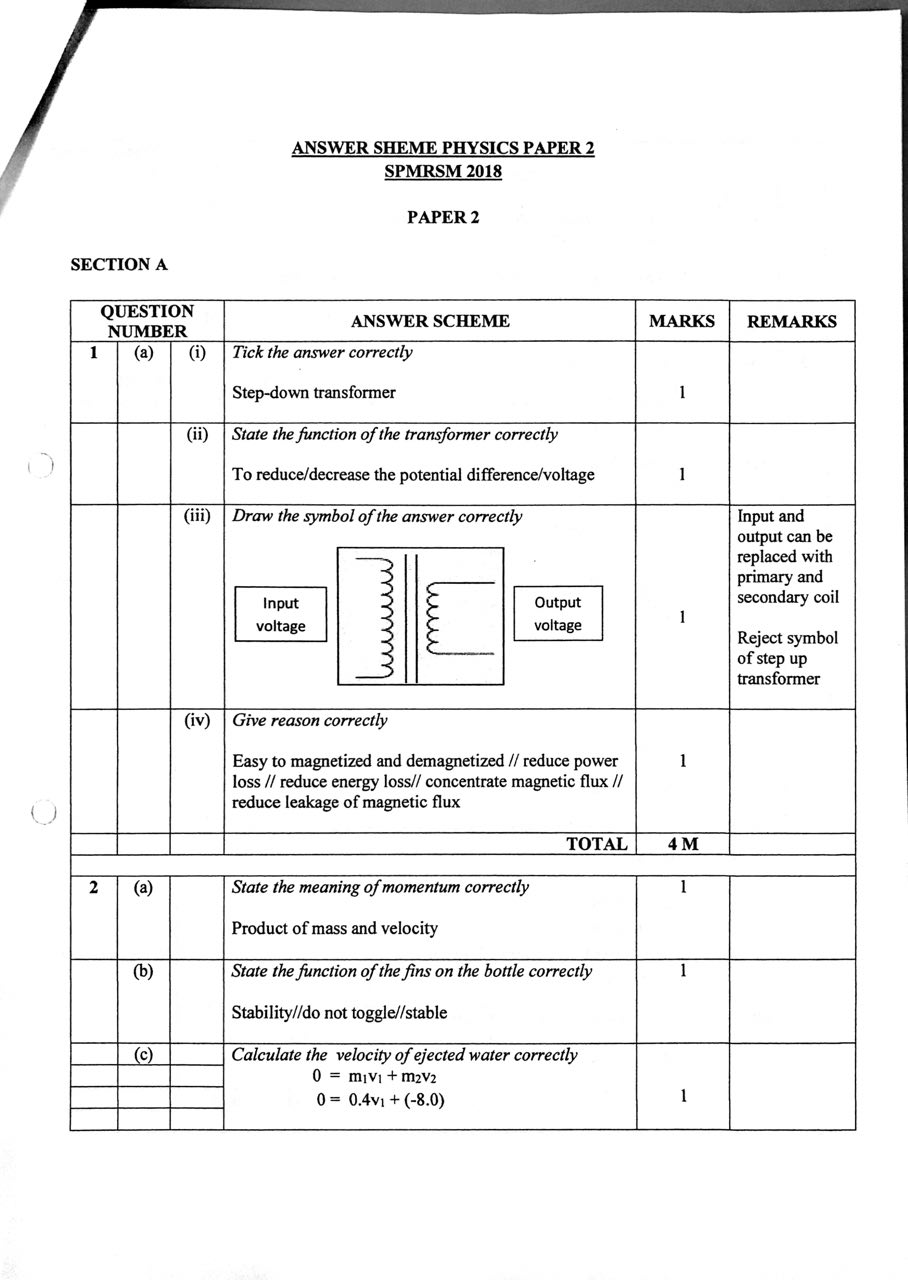 ANSWER SHEME PHYSICS PAPER 2
SPMRSM 2018
PAPER 2
SECTION A
QUESTION NUMBER ANSWER SCHEME MARKS REMARKS
1 (a) (i) Tick the answer correctly
Step-down transformer 1
(ii) State the function of the transformer correctly
To reduce/decrease the potential difference/voltage 1
(iii) Draw the symbol of the answer correctly
Input voltage
Output voltage
1
Input and
output can be
replaced with
primary and
secondary coil
Reject symbol
of step up
transformer
(iv) Give reason correctly
Easy to magnetized and demagnetized // reduce power 1
loss // reduce energy loss// concentrate magnetic flux //
reduce leakage of magnetic flux
TOTAL 4 M
2 (a) State the meaning of momentum correctly 1
Product of mass and velocity
(b) State the function of the fins on the bottle correctly 1
Stability//do not toggle//stable
(c) Calculate the velocity of ejected water correctly
0 = m₁v₁ + m₂v₂
0 = 0.4v₁ + (-8.0) 1